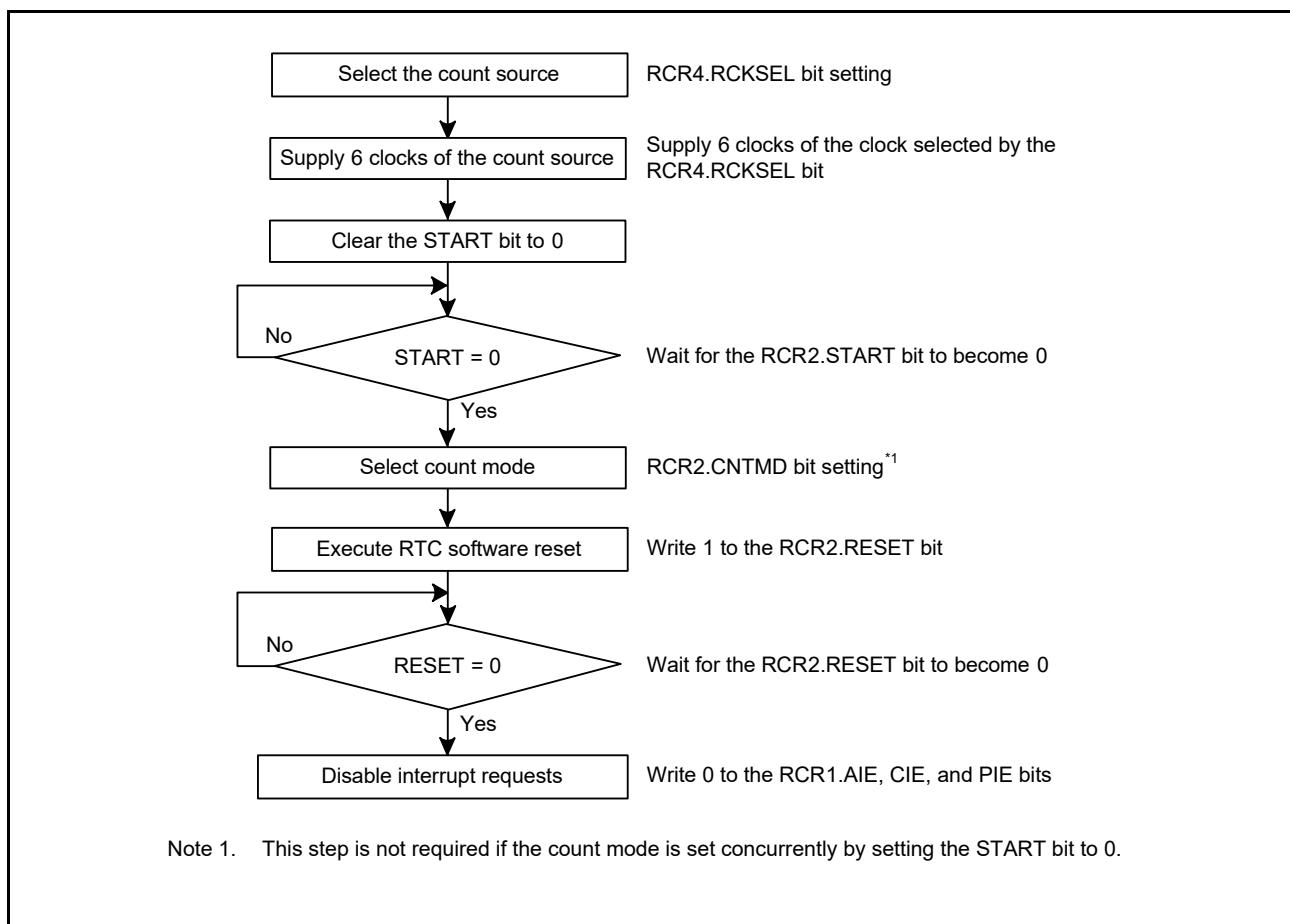 Select the count source
RCR4.RCKSEL bit setting
Supply 6 clocks of the count source
Supply 6 clocks of the clock selected by the
RCR4.RCKSEL bit
Clear the START bit to 0
No
START = 0
Wait for the RCR2.START bit to become 0
Yes
Select count mode
RCR2.CNTMD bit setting*1
Execute RTC software reset
Write 1 to the RCR2.RESET bit
No
RESET = 0
Wait for the RCR2.RESET bit to become 0
Yes
Disable interrupt requests
Write 0 to the RCR1.AIE, CIE, and PIE bits
Note 1. This step is not required if the count mode is set concurrently by setting the START bit to 0.